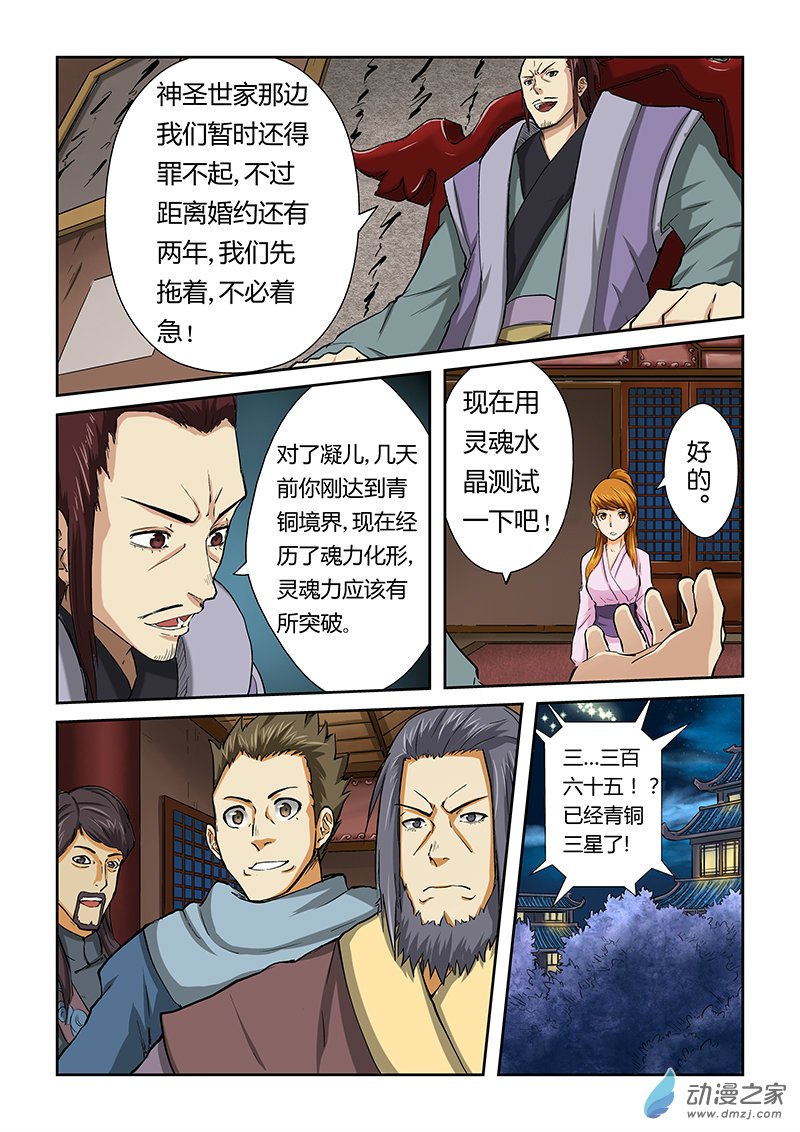 神圣世家那边
我们暂时还得
罪不起,不过
距离婚约还有
两年,我们先
拖着,不必着
急!
对了凝儿,几天
前你刚达到青
铜境界,现在经
历了魂力化形,
灵魂力应该有
所突破。
现在用
灵魂水
晶测试
一下吧!
好
的。
三…三百
六十五!?
已经青铜
三星了!
动漫之家
www.dmzj.com